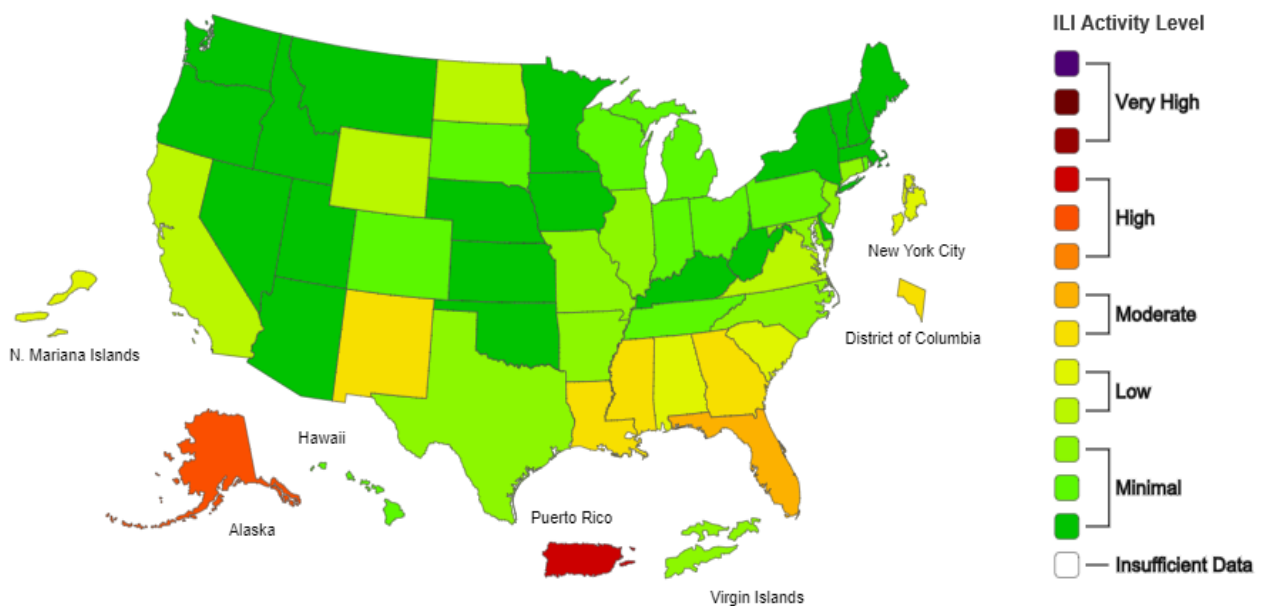 ILI Activity Level
Very High
High
Moderate
Low
Minimal
Insufficient Data
New York City
District of Columbia
N. Mariana Islands
Hawaii
Alaska
Puerto Rico
Virgin Islands